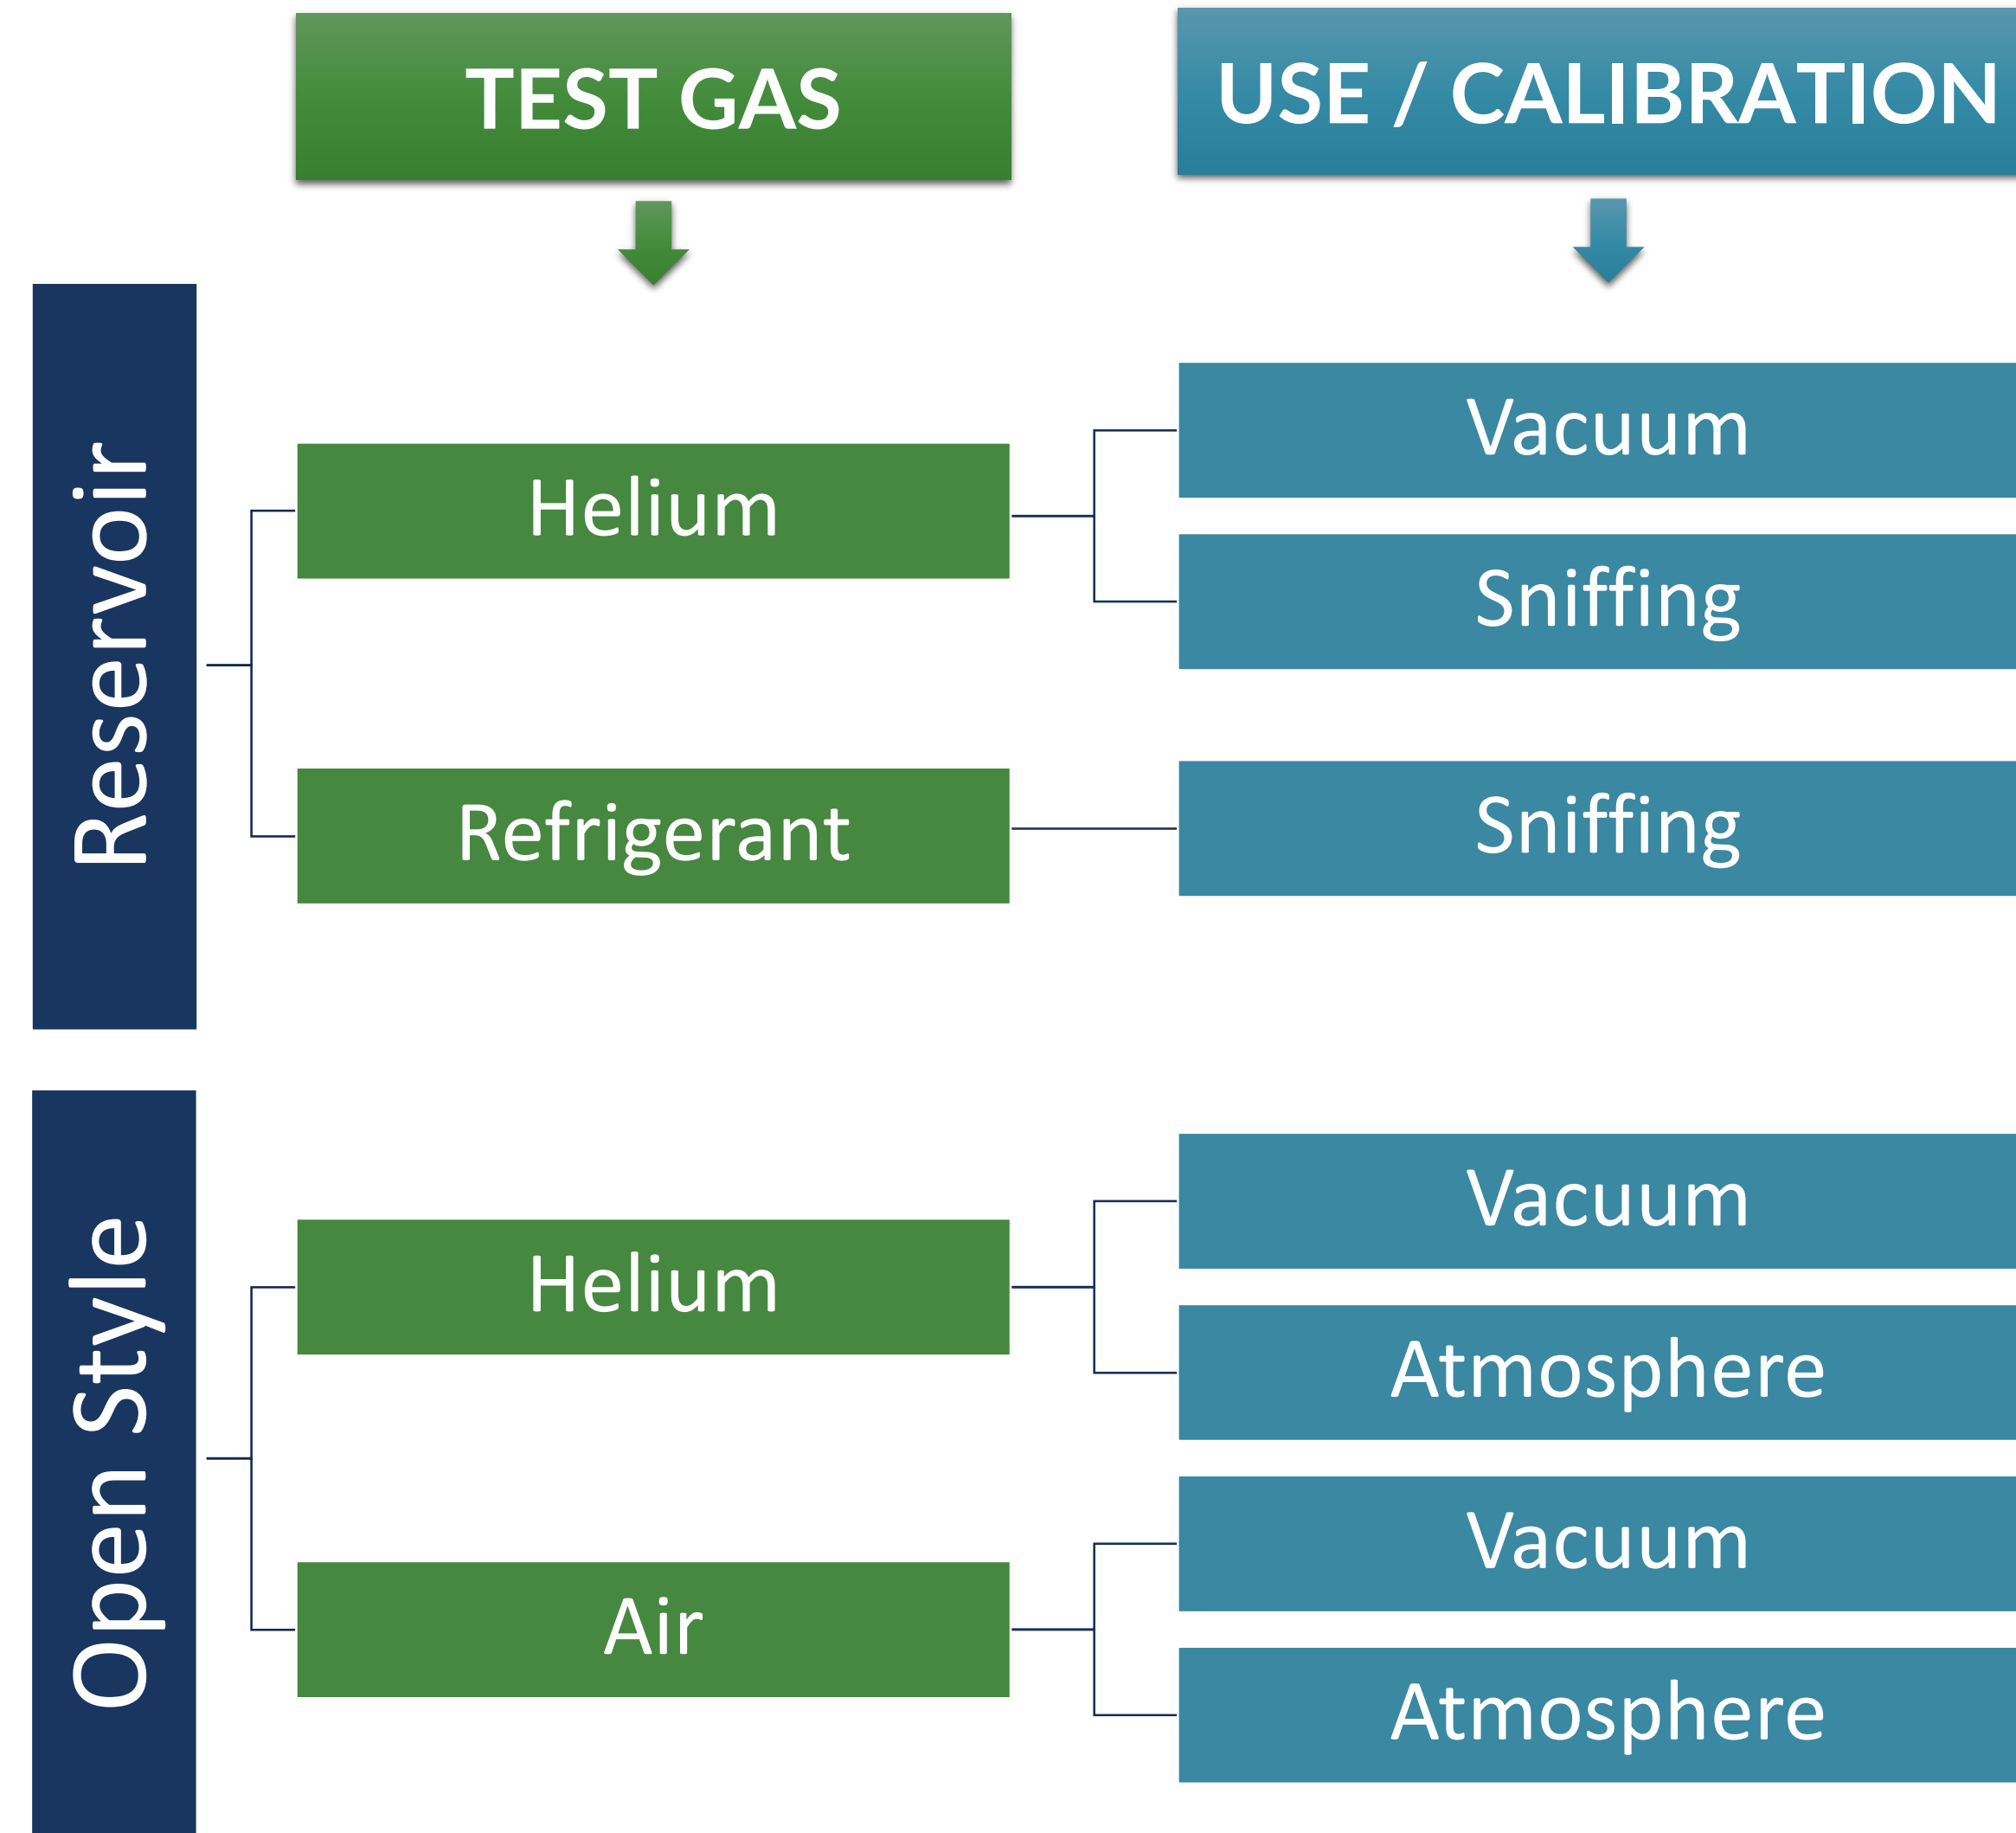 TEST GAS
USE / CALIBRATION
Reservoir
Helium
Vacuum
Sniffing
Refrigerant
Sniffing
Open Style
Helium
Vacuum
Atmosphere
Air
Vacuum
Atmosphere